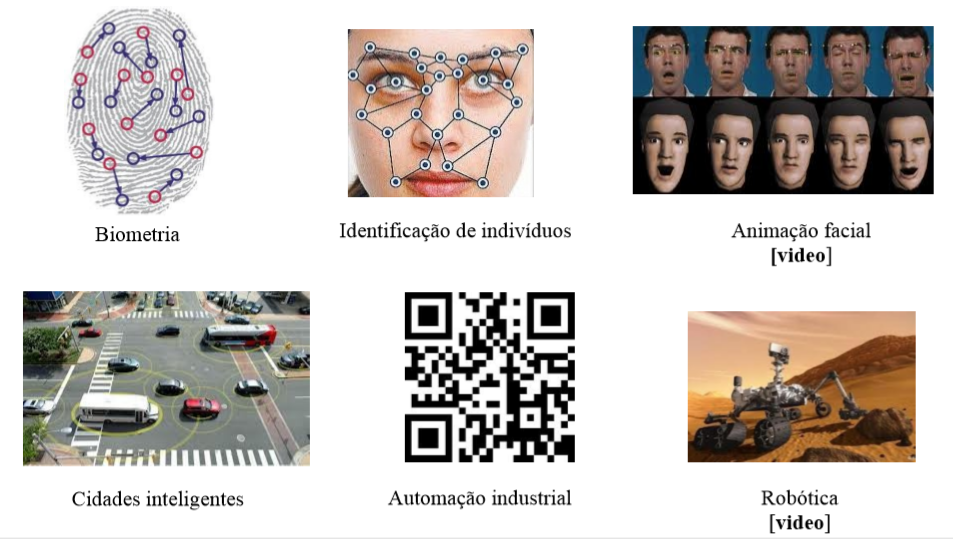 Biometria
Identificação de indivíduos
Animação facial
[video]
Cidades inteligentes
Automação industrial
Robótica
[video]